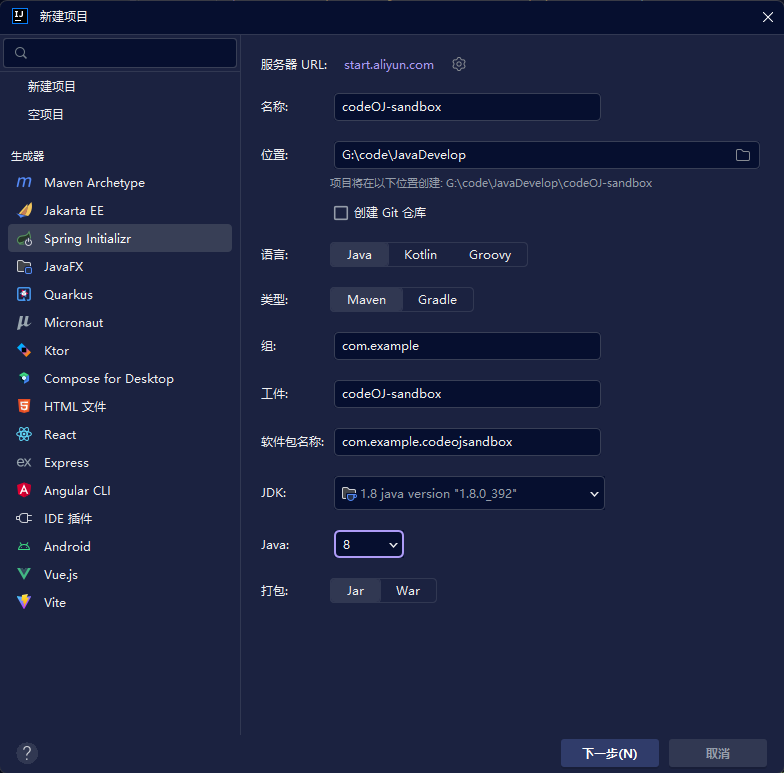 新建项目
新建项目
空项目
生成器
Maven Archetype
Jakarta EE
Spring Initializr
JavaFX
Quarkus
Micronaut
Ktor
Compose for Desktop
HTML 文件
React
Express
Angular CLI
IDE 插件
Android
Vue.js
Vite
服务器 URL: start.aliyun.com
名称: codeOJ-sandbox
位置: G:\code\JavaDevelop
项目将在以下位置创建: G:\code\JavaDevelop\codeOJ-sandbox
创建 Git 仓库
语言: Java Kotlin Groovy
类型: Maven Gradle
组: com.example
工件: codeOJ-sandbox
软件包名称: com.example.codeojsandbox
JDK: 1.8 java version "1.8.0_392"
Java: 8
打包: Jar War
? 下一步(N) 取消